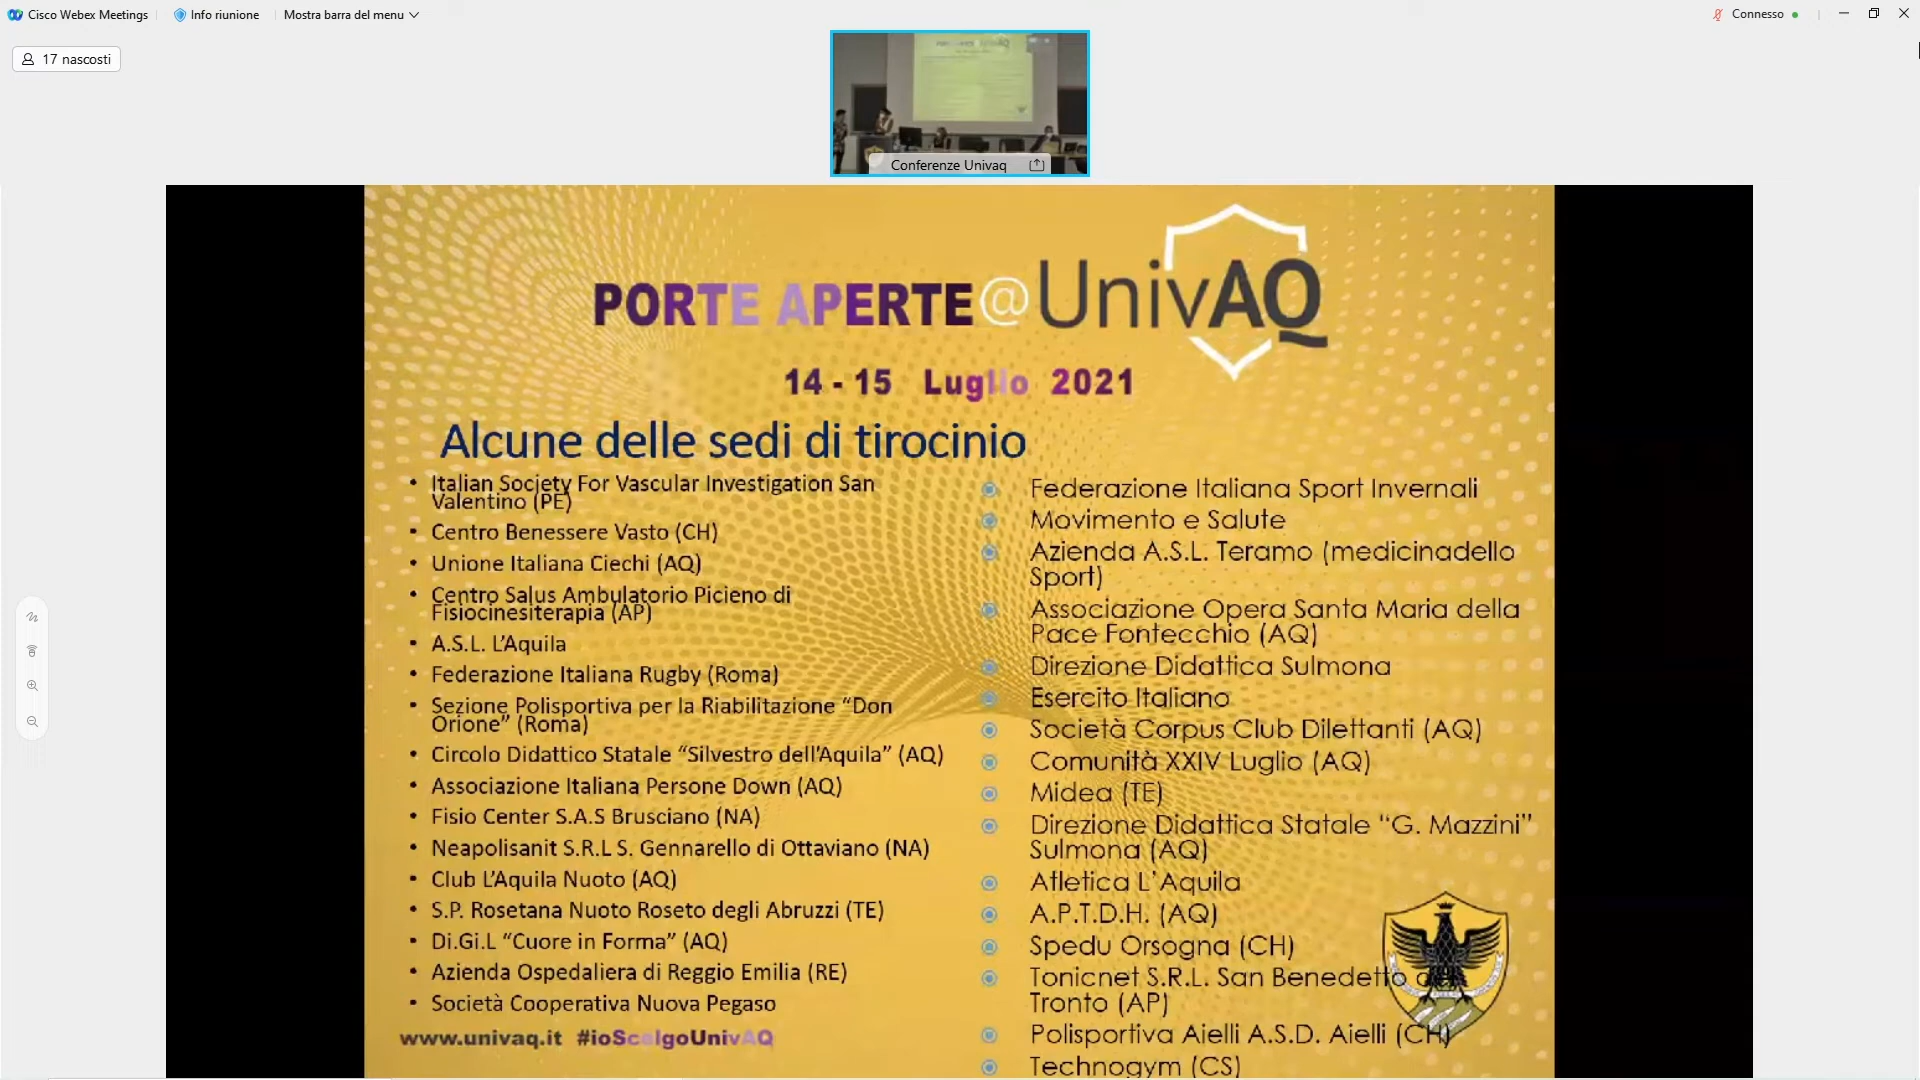 Cisco Webex Meetings
Info riunione
Mostra barra del menu
Connesso
17 nascosti
Conferenze Univaq
PORTE APERTE@UnivAQ
14 - 15 Luglio 2021
Alcune delle sedi di tirocinio
• Italian Society For Vascular Investigation San
Valentino (PE)
• Centro Benessere Vasto (CH)
• Unione Italiana Ciechi (AQ)
• Centro Salus Ambulatorio Picieno di
Fisiocinesiterapia (AP)
• A.S.L. L’Aquila
• Federazione Italiana Rugby (Roma)
• Sezione Polisportiva per la Riabilitazione “Don
Orione” (Roma)
• Circolo Didattico Statale “Silvestro dell’Aquila” (AQ)
• Associazione Italiana Persone Down (AQ)
• Fisio Center S.A.S Brusciano (NA)
• Neapolisanit S.R.L S. Gennarello di Ottaviano (NA)
• Club L’Aquila Nuoto (AQ)
• S.P. Rosetana Nuoto Roseto degli Abruzzi (TE)
• Di.Gi.L “Cuore in Forma” (AQ)
• Azienda Ospedaliera di Reggio Emilia (RE)
• Società Cooperativa Nuova Pegaso
Federazione Italiana Sport Invernali
Movimento e Salute
Azienda A.S.L. Teramo (medicinadello
Sport)
Associazione Opera Santa Maria della
Pace Fontecchio (AQ)
Direzione Didattica Sulmona
Esercito Italiano
Società Corpus Club Dilettanti (AQ)
Comunità XXIV Luglio (AQ)
Midea (TE)
Direzione Didattica Statale “G. Mazzini”
Sulmona (AQ)
Atletica L’Aquila
A.P.T.D.H. (AQ)
Spedu Orsogna (CH)
Tonicnet S.R.L. San Benedetto
Tronto (AP)
Polisportiva Aielli A.S.D. Aielli (CH)
Technogym (CS)
www.univaq.it #ioScelgoUnivAQ